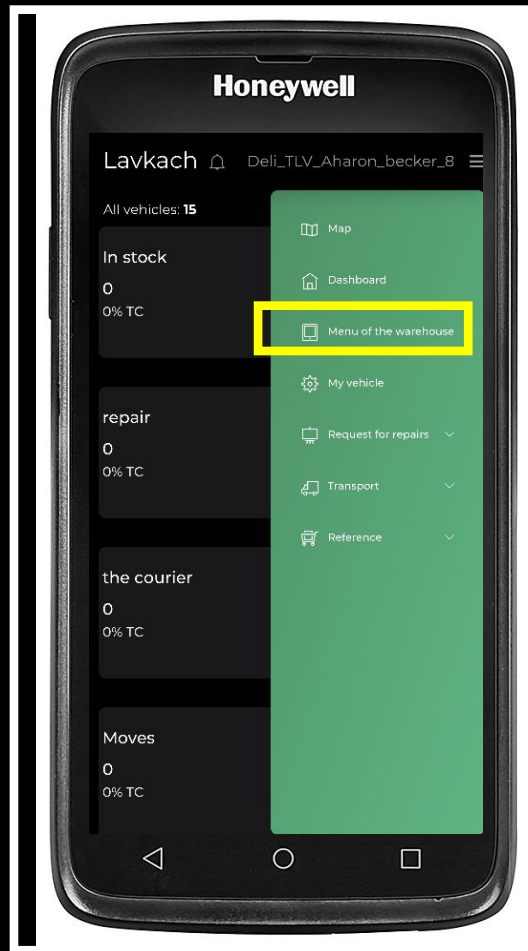 Honeywell
Lavkach Deli_TLV_Aharon_becker_8
All vehicles: 15
In stock
0
0% TC
repair
0
0% TC
the courier
0
0% TC
Moves
0
0% TC
Map
Dashboard
Menu of the warehouse
My vehicle
Request for repairs
Transport
Reference